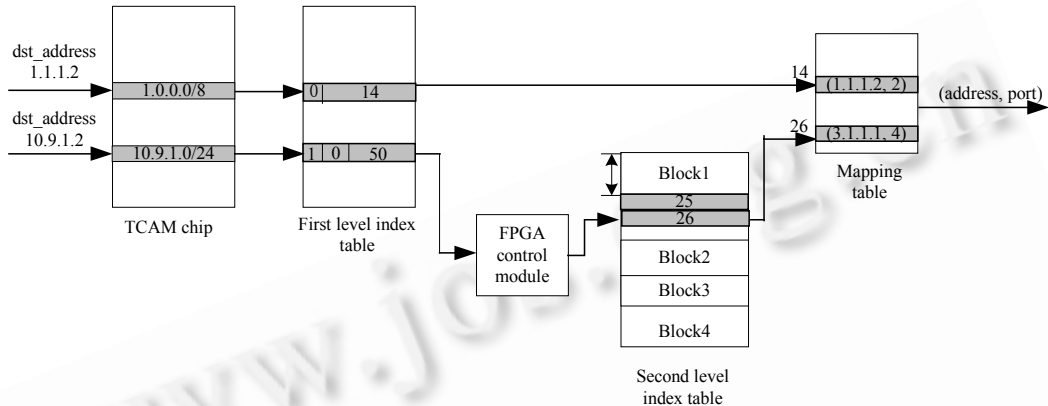 dst_address
1.1.1.2
1.0.0.0/8
0 14
14
(1.1.1.2, 2)
(address, port)
dst_address
10.9.1.2
10.9.1.0/24
1 0 50
26
(3.1.1.1, 4)
Mapping
table
TCAM chip
First level index
table
FPGA
control
module
Block1
25
26
Block2
Block3
Block4
Second level
index table